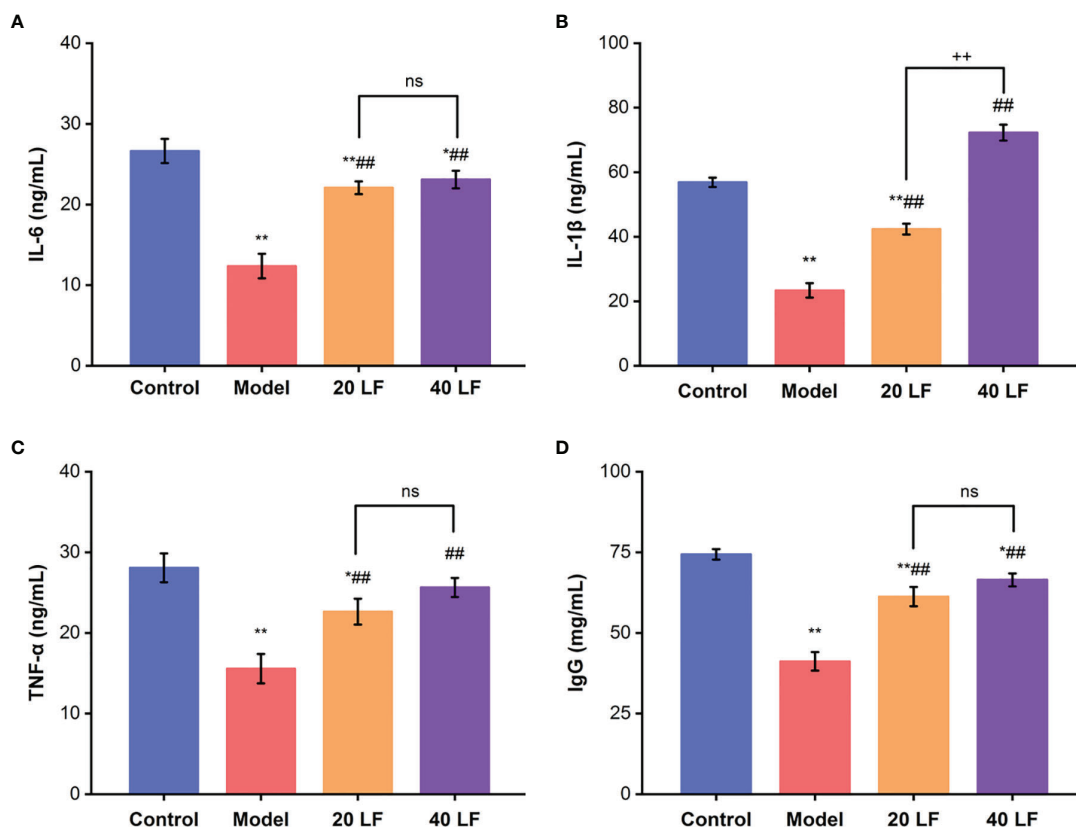 A
IL-6 (ng/mL)
40
30
20
10
0
ns
**
**##
*##
Control Model 20 LF 40 LF
B
IL-1β (ng/mL)
100
80
60
40
20
0
++
**
**##
##
Control Model 20 LF 40 LF
C
TNF-α (ng/mL)
40
30
20
10
0
ns
**
*##
##
Control Model 20 LF 40 LF
D
IgG (mg/mL)
100
75
50
25
0
ns
**
**##
*##
Control Model 20 LF 40 LF